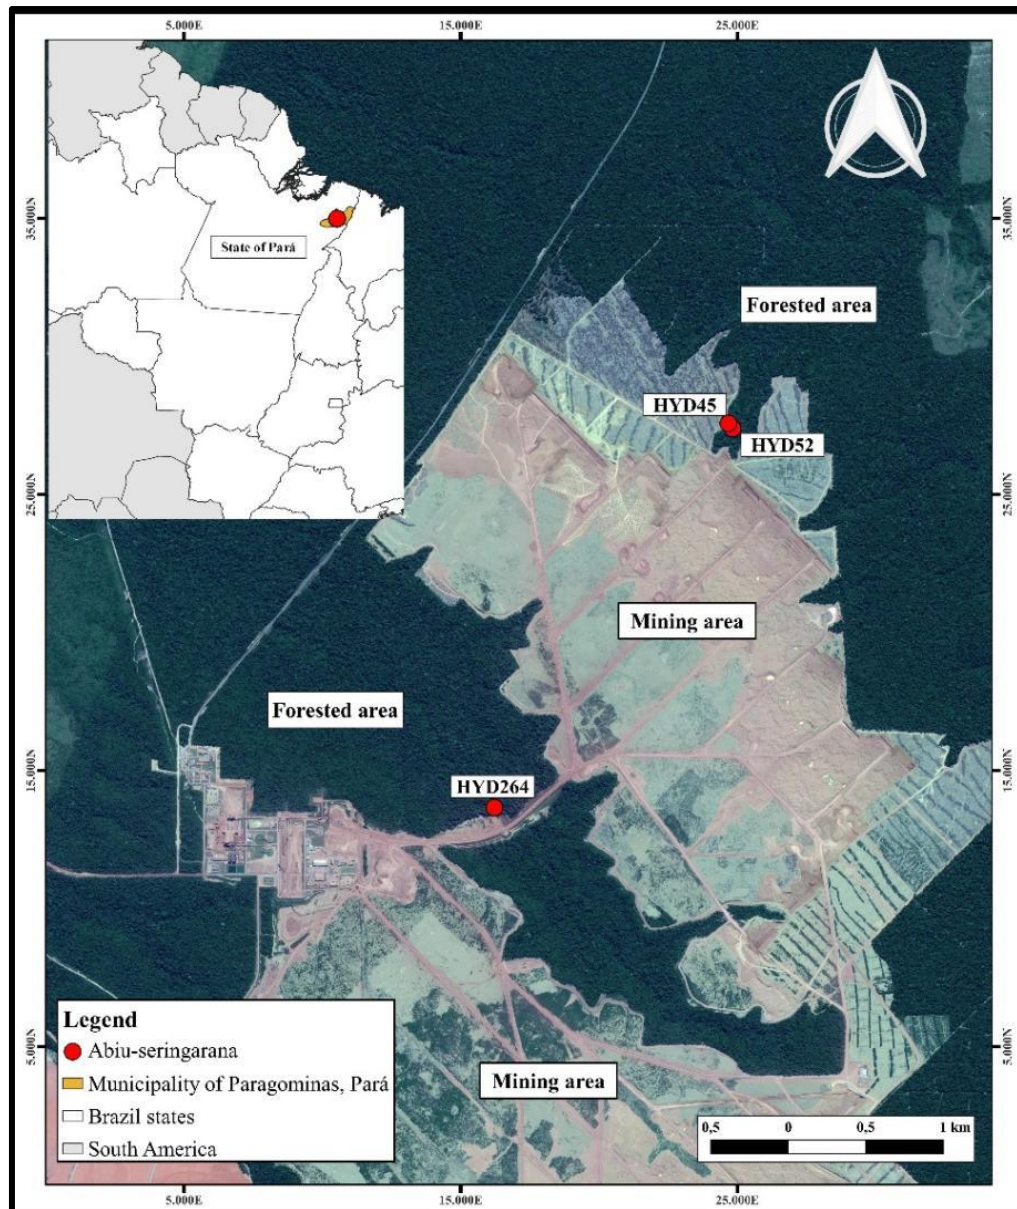 5.000E 15.000E 25.000E
35.000N
35.000N
State of Pará
Forested area
HYD45
HYD52
25.000N
25.000N
Mining area
Forested area
15.000N
15.000N
HYD264
Legend
Abiu-seringarana
Municipality of Paragominas, Pará
Brazil states
South America
5.000N
5.000N
Mining area
0,5 0 0,5 1 km
5.000E 15.000E 25.000E